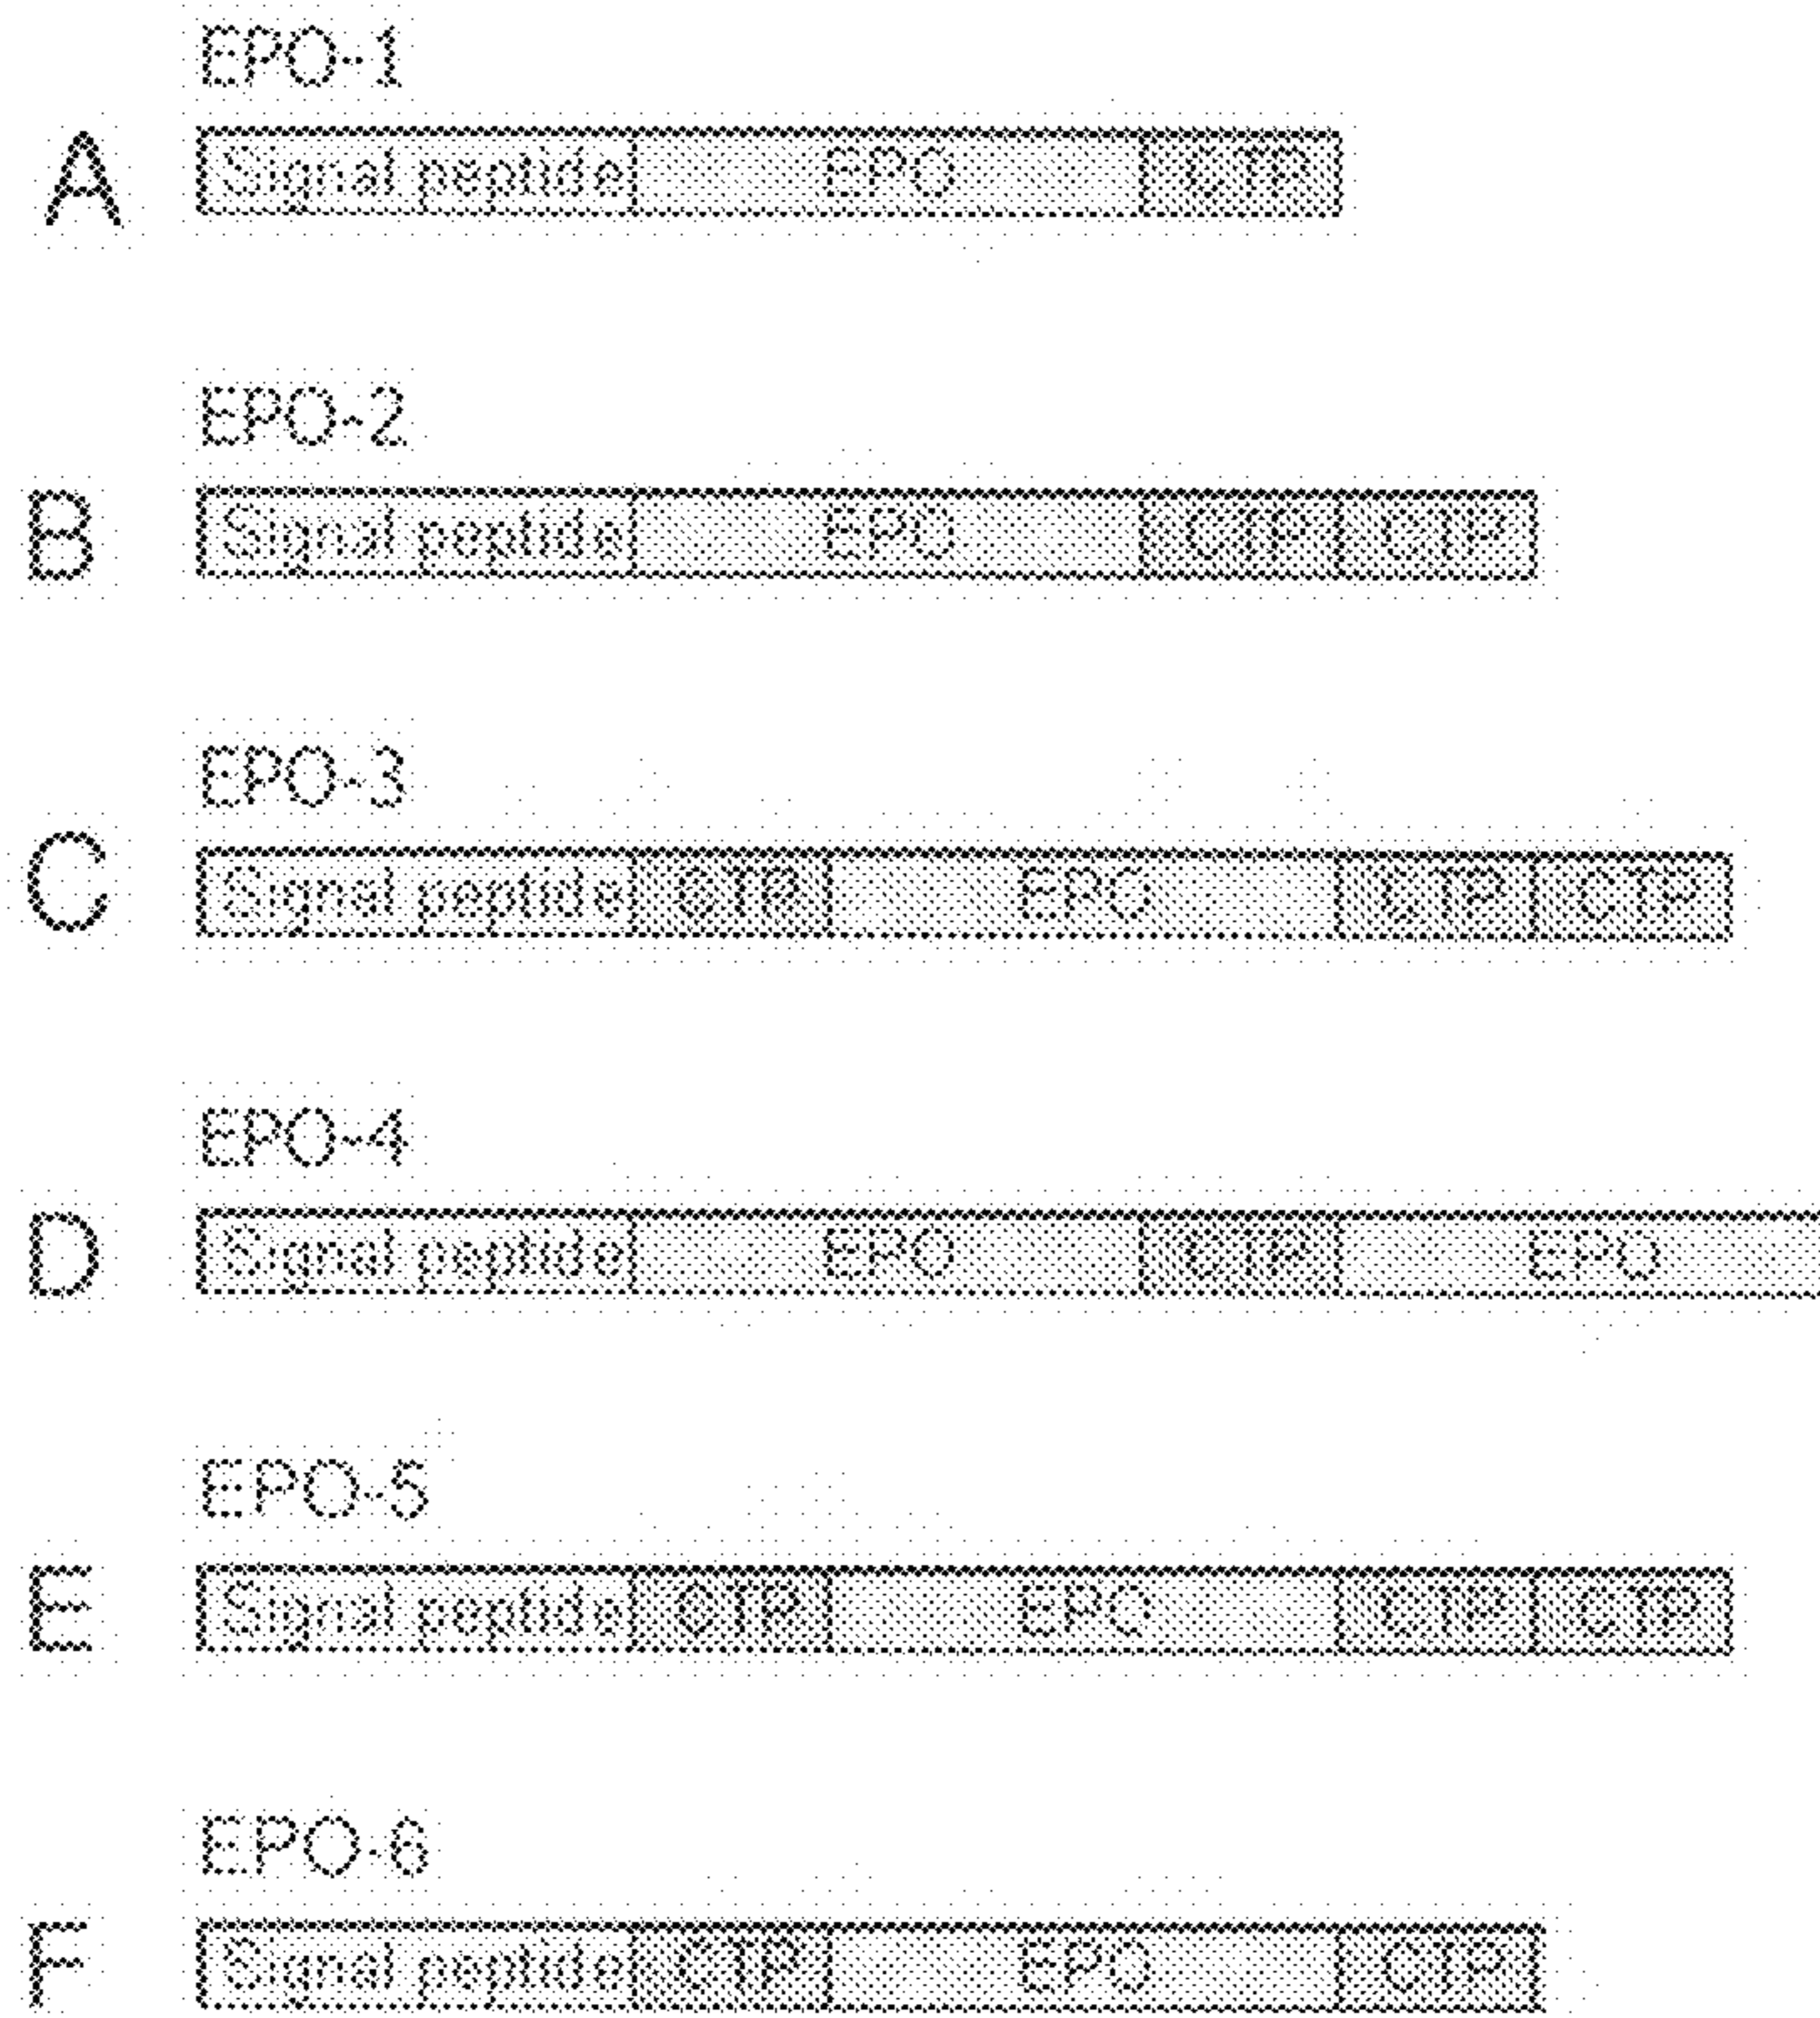 EPO-1
A Signal peptide EPO CTP
EPO-2
B Signal peptide EPO CTP CTP
EPO-3
C Signal peptide CTP EPO CTP CTP
EPO-4
D Signal peptide EPO CTP EPO
EPO-5
E Signal peptide CTP EPO CTP CTP
EPO-6
F Signal peptide CTP EPO CTP